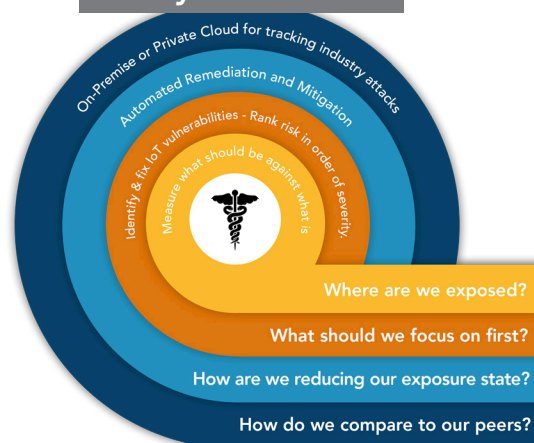 On-Premise or Private Cloud for tracking industry attacks
Automated Remediation and Mitigation
Identify & fix IoT vulnerabilities - Rank risk in order of severity.
Measure what should be against what is
Where are we exposed?
What should we focus on first?
How are we reducing our exposure state?
How do we compare to our peers?